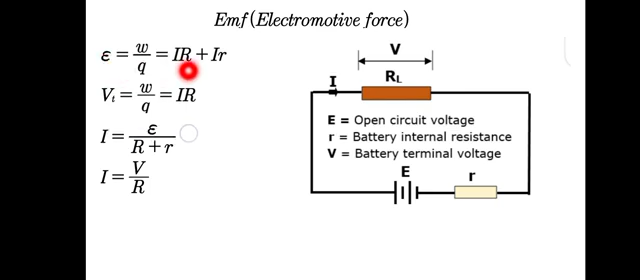 Emf(Electromotive force)
ε = w/q = IR + Ir
Vₜ = w/q = IR
I = ε/(R + r)
I = V/R
V
I
R_L
E = Open circuit voltage
r = Battery internal resistance
V = Battery terminal voltage
E
r